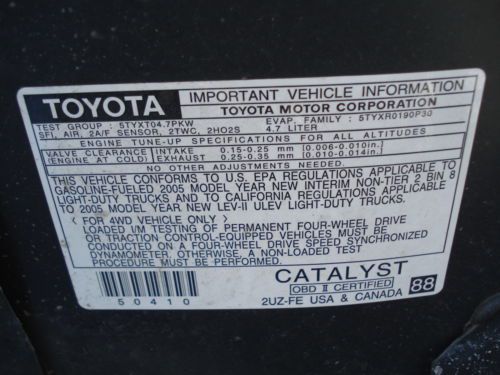 TOYOTA
IMPORTANT VEHICLE INFORMATION
TOYOTA MOTOR CORPORATION
TEST GROUP : 5TYXT04.7PKW EVAP. FAMILY : 5TYXR0190P30
SFI, AIR, 2A/F SENSOR, 2TWC, 2HO2S 4.7 LITER
ENGINE TUNE-UP SPECIFICATIONS FOR ALL ALTITUDES
VALVE CLEARANCE INTAKE 0.15-0.25 mm (0.006-0.010in.)
(ENGINE AT COLD) EXHAUST 0.25-0.35 mm (0.010-0.014in.)
NO OTHER ADJUSTMENTS NEEDED.
THIS VEHICLE CONFORMS TO U.S. EPA REGULATIONS APPLICABLE TO
GASOLINE-FUELED 2005 MODEL YEAR NEW INTERIM NON-TIER 2 BIN 8
LIGHT-DUTY TRUCKS AND TO CALIFORNIA REGULATIONS APPLICABLE
TO 2005 MODEL YEAR NEW LEV-II ULEV LIGHT-DUTY TRUCKS.
< FOR 4WD VEHICLE ONLY >
LOADED I/M TESTING OF PERMANENT FOUR-WHEEL DRIVE
OR TRACTION CONTROL-EQUIPPED VEHICLES MUST BE
CONDUCTED ON A FOUR-WHEEL DRIVE SPEED SYNCHRONIZED
DYNAMOMETER. OTHERWISE, A NON-LOADED TEST
PROCEDURE MUST BE PERFORMED.
CATALYST
OBD II CERTIFIED
88
50410
2UZ-FE USA & CANADA